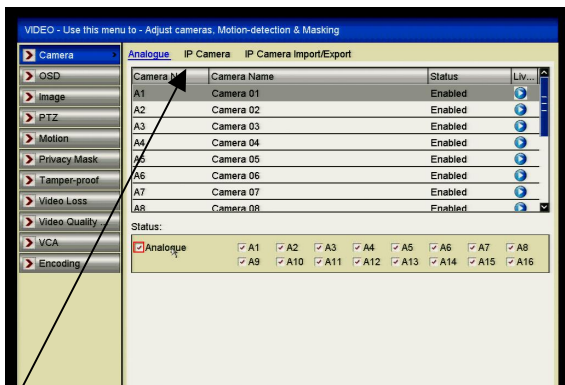 VIDEO - Use this menu to - Adjust cameras, Motion-detection & Masking
Camera
OSD
Image
PTZ
Motion
Privacy Mask
Tamper-proof
Video Loss
Video Quality ...
VCA
Encoding
Analogue IP Camera IP Camera Import/Export
Camera N Camera Name Status Liv...
A1 Camera 01 Enabled
A2 Camera 02 Enabled
A3 Camera 03 Enabled
A4 Camera 04 Enabled
A5 Camera 05 Enabled
A6 Camera 06 Enabled
A7 Camera 07 Enabled
A8 Camera 08 Enabled
Status:
Analogue A1 A2 A3 A4 A5 A6 A7 A8
A9 A10 A11 A12 A13 A14 A15 A16